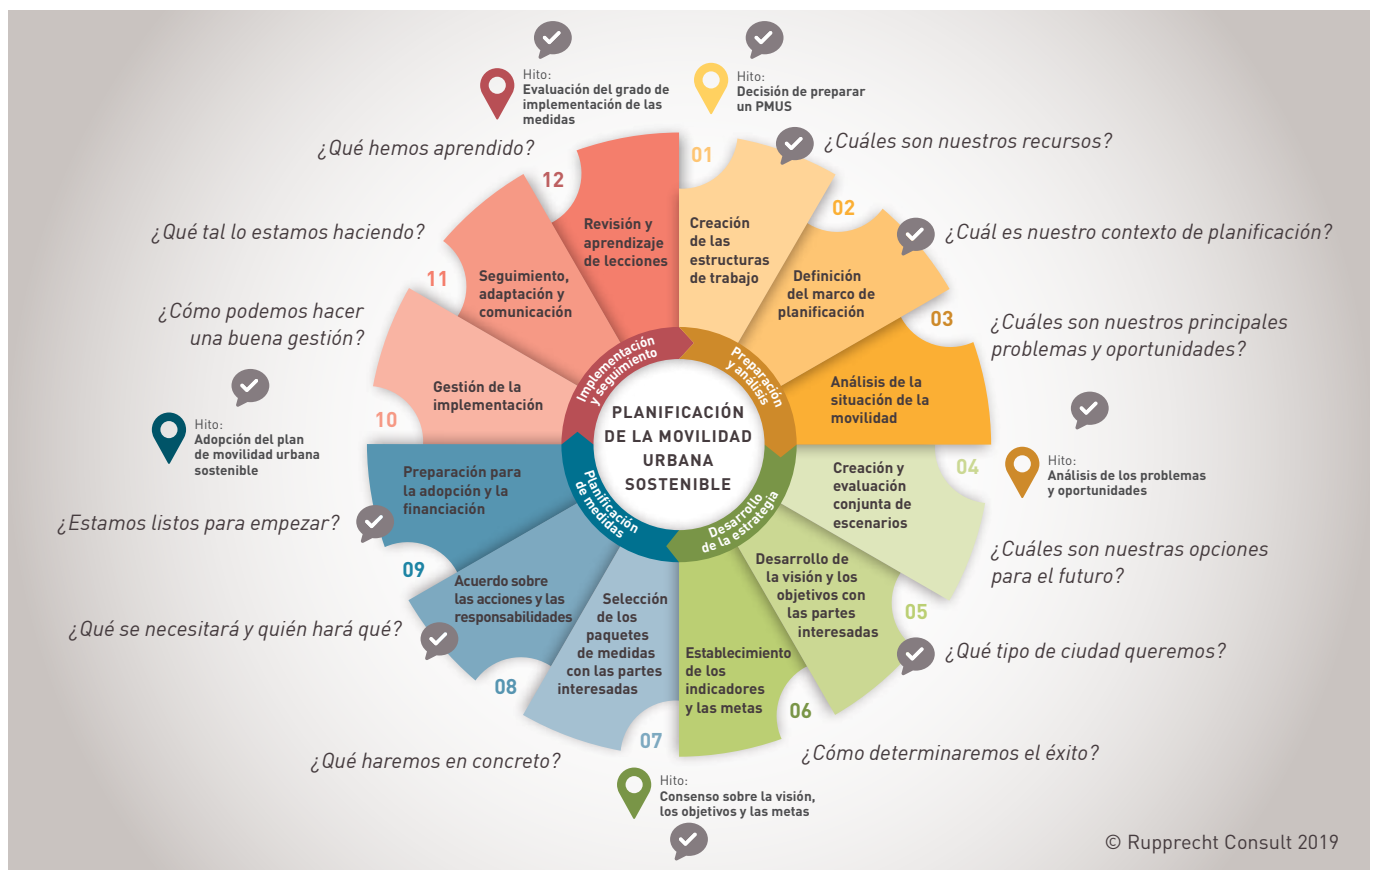 Hito:
Evaluación del grado de
implementación de las
medidas
Hito:
Decisión de preparar
un PMUS
PLANIFICACIÓN
DE LA MOVILIDAD
URBANA
SOSTENIBLE
Preparación
y análisis
01
Creación
de las
estructuras
de trabajo
¿Cuáles son nuestros recursos?
02
Definición
del marco de
planificación
¿Cuál es nuestro contexto de planificación?
03
Análisis de la
situación de la
movilidad
¿Cuáles son nuestros principales
problemas y oportunidades?
Hito:
Análisis de los problemas
y oportunidades
Desarrollo
de la estrategia
04
Creación y
evaluación
conjunta de
escenarios
¿Cuáles son nuestras opciones
para el futuro?
05
Desarrollo de
la visión y los
objetivos con
las partes
interesadas
¿Qué tipo de ciudad queremos?
06
Establecimiento
de los
indicadores
y las metas
¿Cómo determinaremos el éxito?
Hito:
Consenso sobre la visión,
los objetivos y las metas
Planificación
de medidas
07
Selección
de los
paquetes
de medidas
con las partes
interesadas
¿Qué haremos en concreto?
08
Acuerdo sobre
las acciones y las
responsabilidades
¿Qué se necesitará y quién hará qué?
09
Preparación para
la adopción y la
financiación
¿Estamos listos para empezar?
Hito:
Adopción del plan
de movilidad urbana
sostenible
Implementación
y seguimiento
10
Gestión de la
implementación
¿Cómo podemos hacer
una buena gestión?
11
Seguimiento,
adaptación y
comunicación
¿Qué tal lo estamos haciendo?
12
Revisión y
aprendizaje
de lecciones
¿Qué hemos aprendido?
© Rupprecht Consult 2019